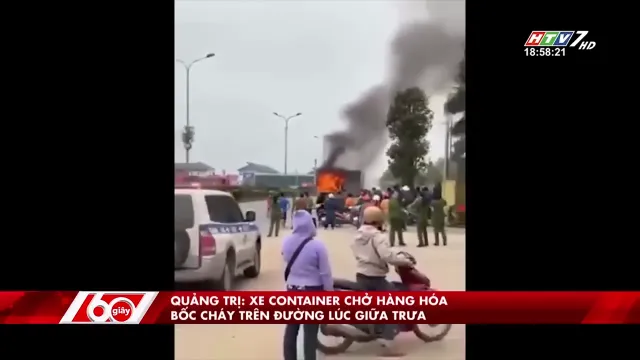 HTV7 HD
18:58:21
60 giây
QUẢNG TRỊ: XE CONTAINER CHỞ HÀNG HÓA
BỐC CHÁY TRÊN ĐƯỜNG LÚC GIỮA TRƯA